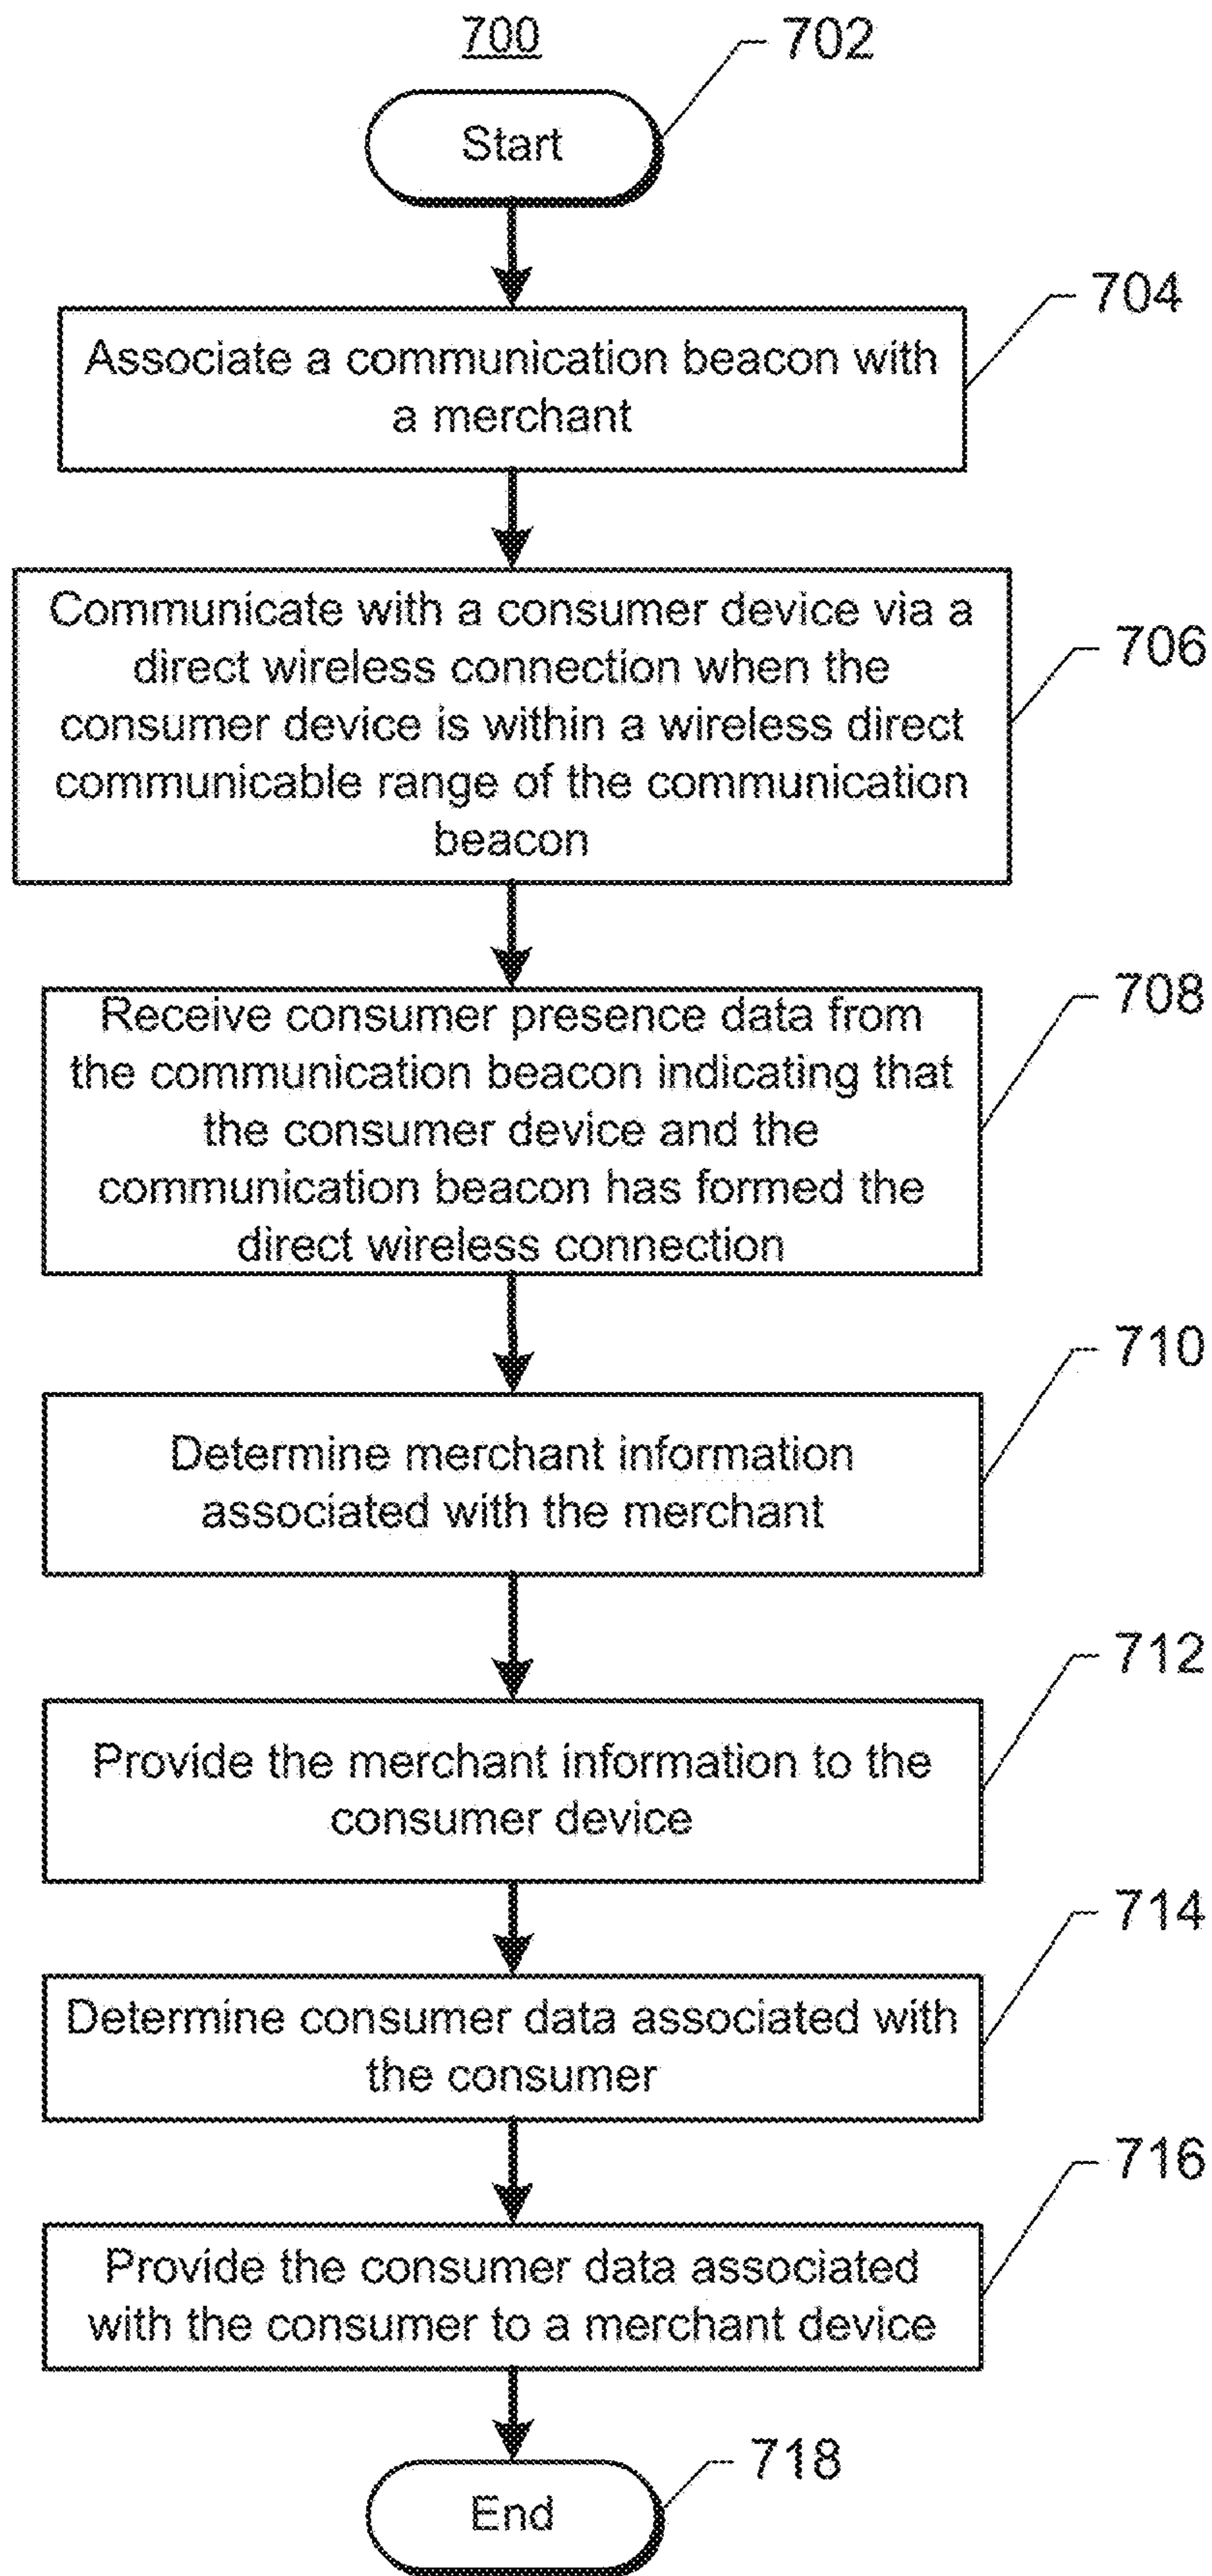 700
702
Start
704
Associate a communication beacon with
a merchant
706
Communicate with a consumer device via a
direct wireless connection when the
consumer device is within a wireless direct
communicable range of the communication
beacon
708
Receive consumer presence data from
the communication beacon indicating that
the consumer device and the
communication beacon has formed the
direct wireless connection
710
Determine merchant information
associated with the merchant
712
Provide the merchant information to the
consumer device
714
Determine consumer data associated with
the consumer
716
Provide the consumer data associated
with the consumer to a merchant device
718
End